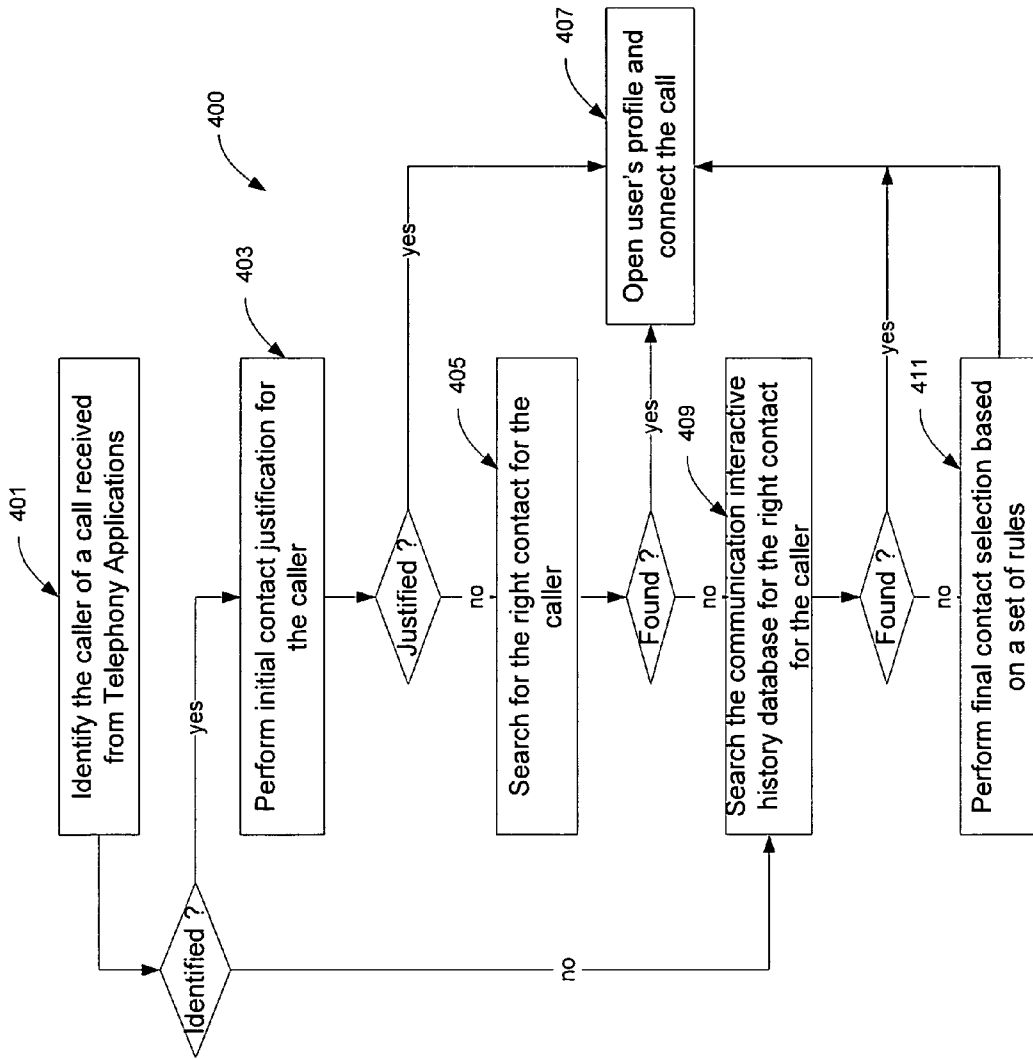 400
401
Identify the caller of a call received
from Telephony Applications
Identified ?
yes
no
403
Perform initial contact justification for
the caller
Justified ?
yes
no
405
Search for the right contact for the
caller
Found ?
yes
no
407
Open user's profile and
connect the call
409
Search the communication interactive
history database for the right contact
for the caller
Found ?
yes
no
411
Perform final contact selection based
on a set of rules